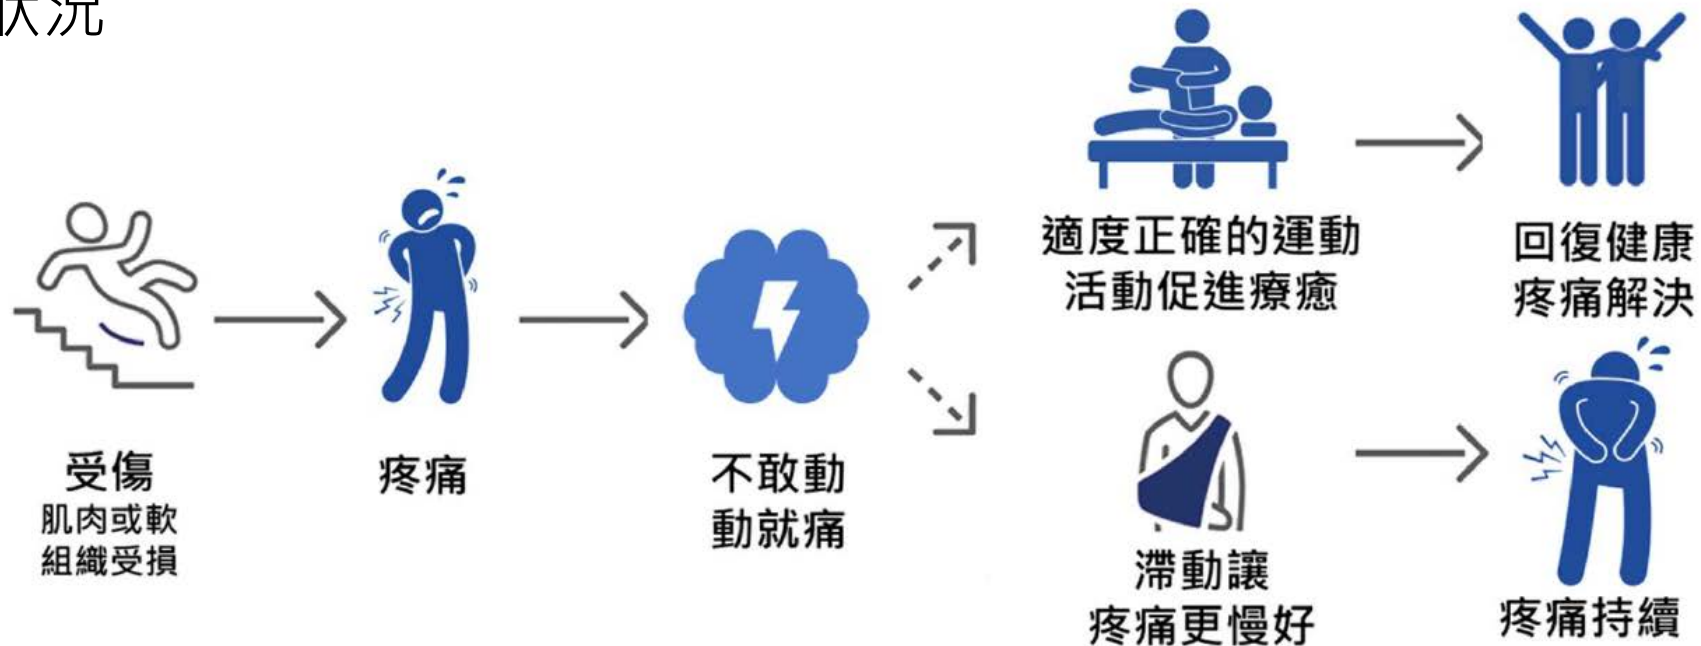 狀況
受傷
肌肉或軟
組織受損
疼痛
不敢動
動就痛
適度正確的運動
活動促進療癒
回復健康
疼痛解決
滯動讓
疼痛更慢好
疼痛持續